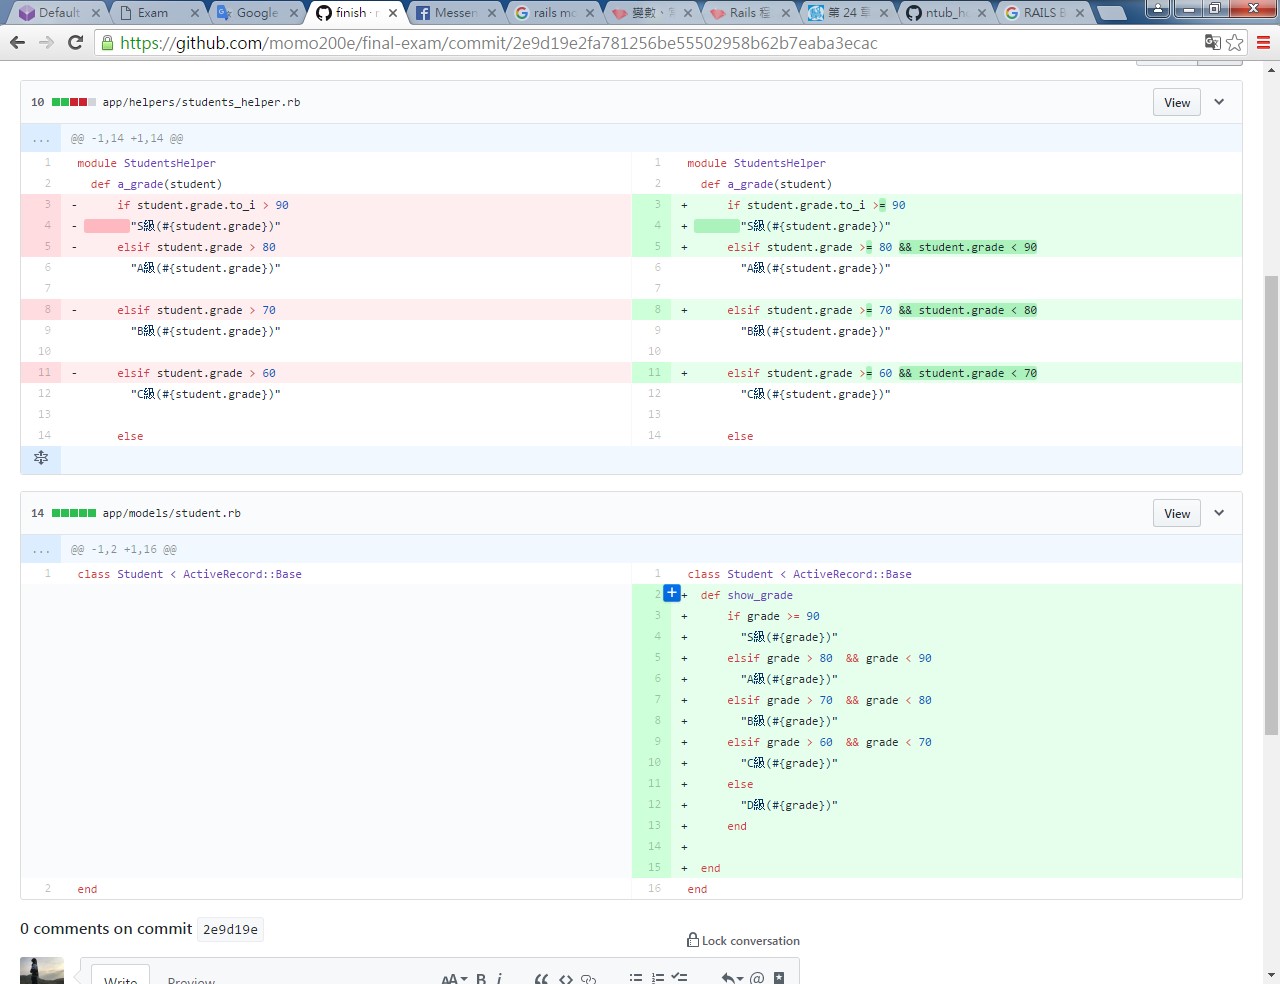 Default
Exam
Google
finish · r
Messen
rails mo
Rails 程
第 24 章
ntub_h
RAILS B
https://github.com/momo200e/final-exam/commit/2e9d19e2fa781256be55502958b62b7eaba3ecac
10 app/helpers/students_helper.rb View
... @@ -1,14 +1,14 @@
1 module StudentsHelper 1 module StudentsHelper
2 def a_grade(student) 2 def a_grade(student)
3 - if student.grade.to_i > 90 3 + if student.grade.to_i >= 90
4 - "S級(#{student.grade})" 4 + "S級(#{student.grade})"
5 - elsif student.grade > 80 5 + elsif student.grade >= 80 && student.grade < 90
6 "A級(#{student.grade})" 6 "A級(#{student.grade})"
7 7
8 - elsif student.grade > 70 8 + elsif student.grade >= 70 && student.grade < 80
9 "B級(#{student.grade})" 9 "B級(#{student.grade})"
10 10
11 - elsif student.grade > 60 11 + elsif student.grade >= 60 && student.grade < 70
12 "C級(#{student.grade})" 12 "C級(#{student.grade})"
13 13
14 else 14 else
14 app/models/student.rb View
... @@ -1,2 +1,16 @@
1 class Student < ActiveRecord::Base 1 class Student < ActiveRecord::Base
2 + def show_grade
3 + if grade >= 90
4 + "S級(#{grade})"
5 + elsif grade > 80 && grade < 90
6 + "A級(#{grade})"
7 + elsif grade > 70 && grade < 80
8 + "B級(#{grade})"
9 + elsif grade > 60 && grade < 70
10 + "C級(#{grade})"
11 + else
12 + "D級(#{grade})"
13 + end
14 +
15 + end
2 end 16 end
0 comments on commit 2e9d19e
Lock conversation
Write Preview AA B i